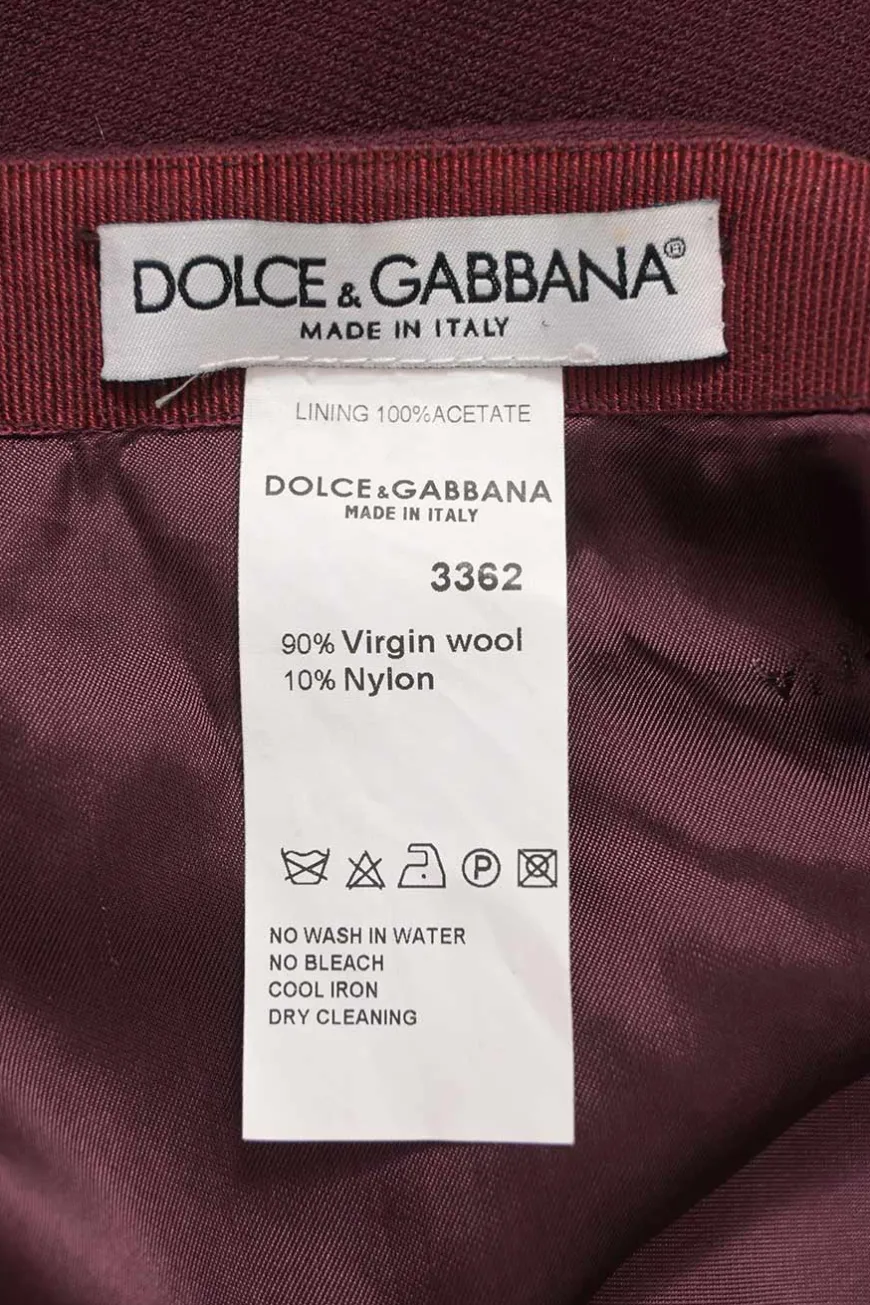 DOLCE & GABBANA®
MADE IN ITALY
LINING 100%ACETATE
DOLCE&GABBANA
MADE IN ITALY
3362
90% Virgin wool
10% Nylon
P
NO WASH IN WATER
NO BLEACH
COOL IRON
DRY CLEANING